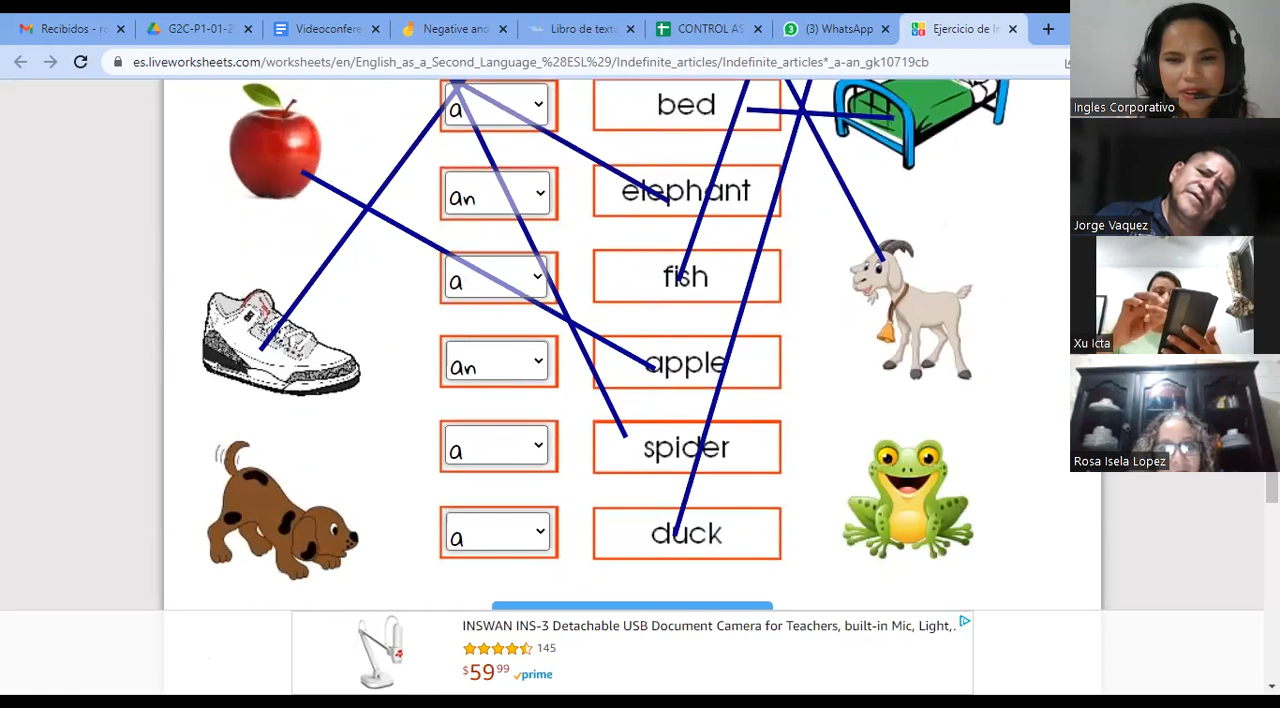 Recibidos - ro
G2C-P1-01-2
Videoconfere
Negative and
Libro de texto
CONTROL AS
(3) WhatsApp
Ejercicio de In
es.liveworksheets.com/worksheets/en/English_as_a_Second_Language_%28ESL%29/Indefinite_articles/Indefinite_articles*_a-an_gk10719cb
Ingles Corporativo
a bed
Jorge Vaquez
an elephant
a fish
Xu Icta
an apple
a spider
Rosa Isela Lopez
a duck
INSWAN INS-3 Detachable USB Document Camera for Teachers, built-in Mic, Light,.
145
$59 99 prime